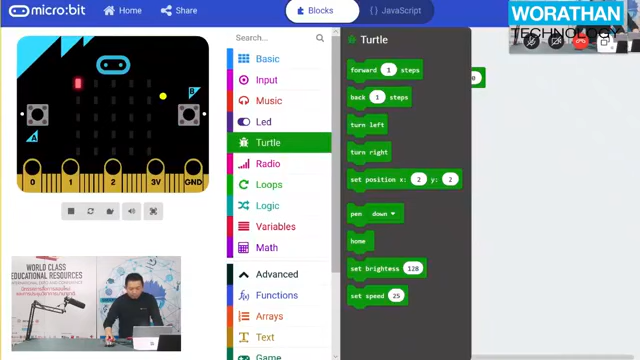 micro:bit
Home
Share
Blocks
{ } JavaScript
WORATHAN
TECHNOLOGY
B
A
0 1 2 3V GND
WORLD CLASS
EDUCATIONAL RESOURCES
Search...
Basic
Input
Music
Led
Turtle
Radio
Loops
Logic
Variables
Math
Advanced
Functions
Arrays
Text
Game
Turtle
forward 1 steps
back 1 steps
turn left
turn right
set position x: 2 y: 2
pen down
home
set brightess 128
set speed 25
0